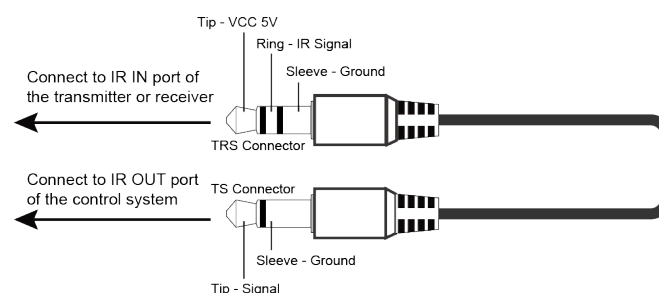 Tip - VCC 5V
Ring - IR Signal
Sleeve - Ground
Connect to IR IN port of
the transmitter or receiver
TRS Connector
Connect to IR OUT port
of the control system
TS Connector
Sleeve - Ground
Tip - Signal